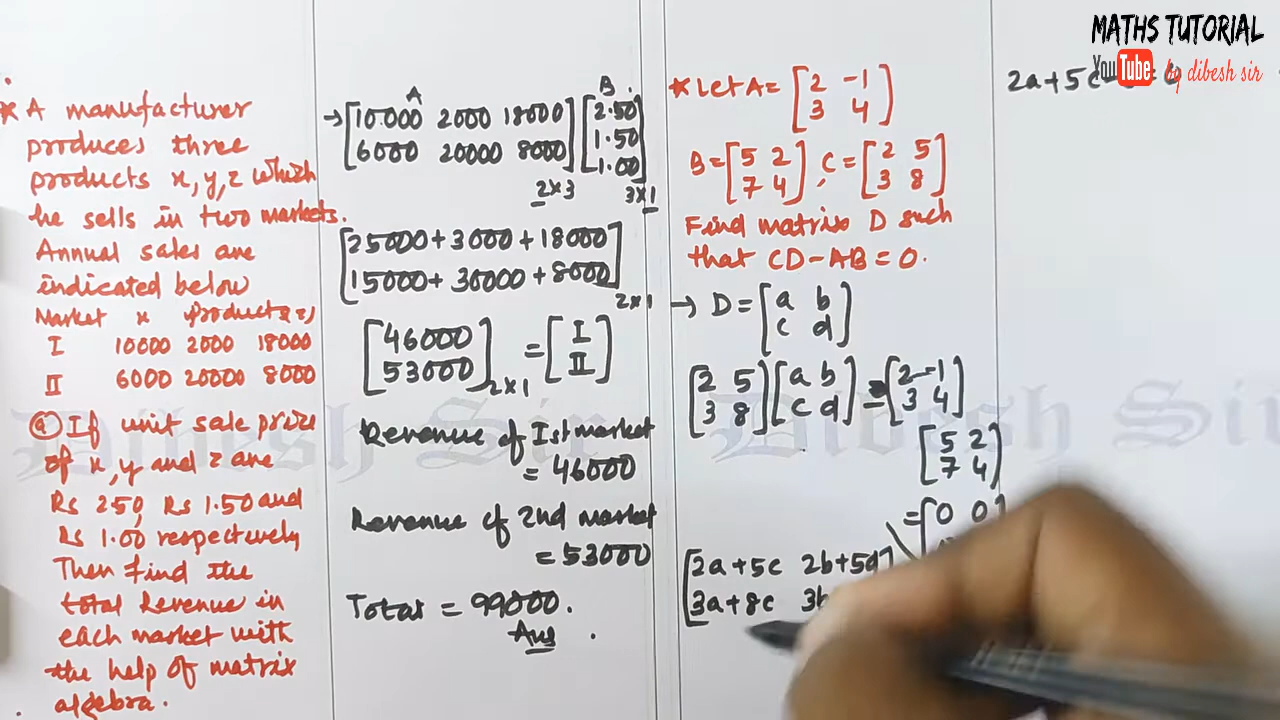 MATHS TUTORIAL
YouTube by dibesh sir
* A manufacturer
produces three
products x, y, z which
he sells in two markets.
Annual sales are
indicated below
Market x products
I 10000 2000 18000
II 6000 20000 8000
(a) If unit sale price
of x, y and z are
Rs 2.50, Rs 1.50 and
Rs 1.00 respectively
Then find the
total Revenue in
each market with
the help of matrix
algebra.
A B
→ [10.000 2000 18000] [2.50]
[6000 20000 8000] [1.50]
[1.00]
2×3 3×1
[25000+3000+18000]
[15000+30000+8000]
2×1
[46000] = [I]
[53000] [II]
2×1
Revenue of Ist market
= 46000
Revenue of 2nd market
= 53000
Total = 99000.
Ans
* Let A = [2 -1]
[3 4]
B = [5 2], C = [2 5]
[7 4] [3 8]
Find matrix D such
that CD-AB=0.
→ D = [a b]
[c d]
[2 5] [a b] = [2 -1]
[3 8] [c d] [3 4]
[5 2]
[7 4]
= [0 0]
[2a+5c 2b+5d]
[3a+8c 3b
2a+5c
Dibesh Sir
Dibesh Sir